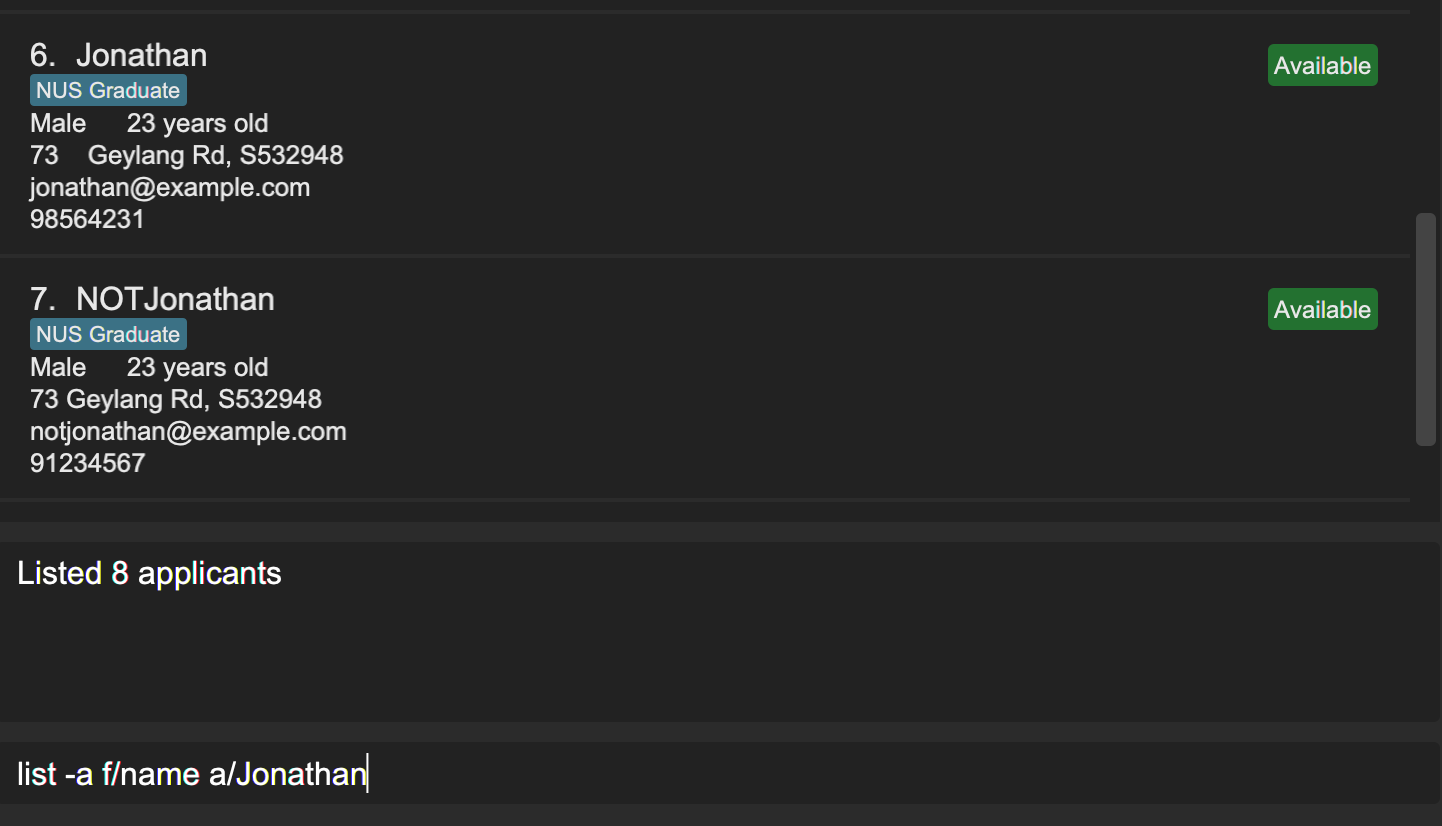 6. Jonathan
Available
NUS Graduate
Male 23 years old
73 Geylang Rd, S532948
jonathan@example.com
98564231
7. NOTJonathan
Available
NUS Graduate
Male 23 years old
73 Geylang Rd, S532948
notjonathan@example.com
91234567
Listed 8 applicants
list -a f/name a/Jonathan